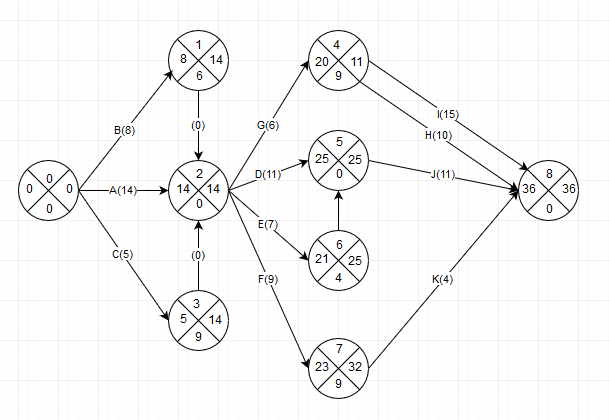 1
8 14
6
B(8)
(0)
0
0 0
0
A(14)
2
14 14
0
C(5)
(0)
3
5 14
9
G(6)
D(11)
E(7)
F(9)
4
20 11
9
5
25 25
0
6
21 25
4
7
23 32
9
I(15)
H(10)
J(11)
K(4)
8
36 36
0